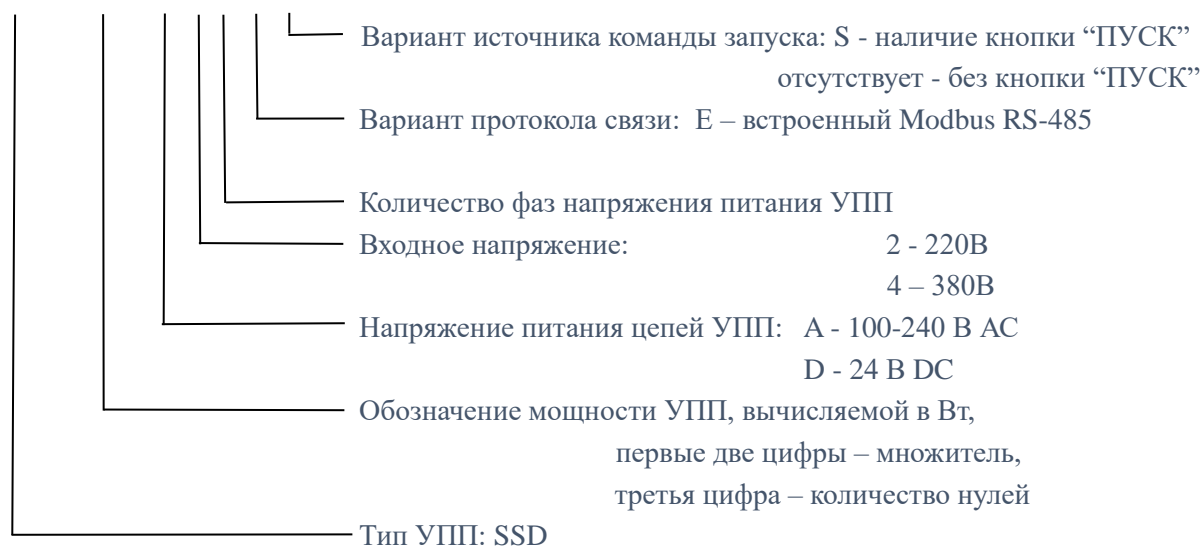 Вариант источника команды запуска: S - наличие кнопки “ПУСК”
отсутствует - без кнопки “ПУСК”
Вариант протокола связи: E – встроенный Modbus RS-485
Количество фаз напряжения питания УПП
Входное напряжение: 2 - 220В
4 – 380В
Напряжение питания цепей УПП: A - 100-240 В AC
D - 24 В DC
Обозначение мощности УПП, вычисляемой в Вт,
первые две цифры – множитель,
третья цифра – количество нулей
Тип УПП: SSD